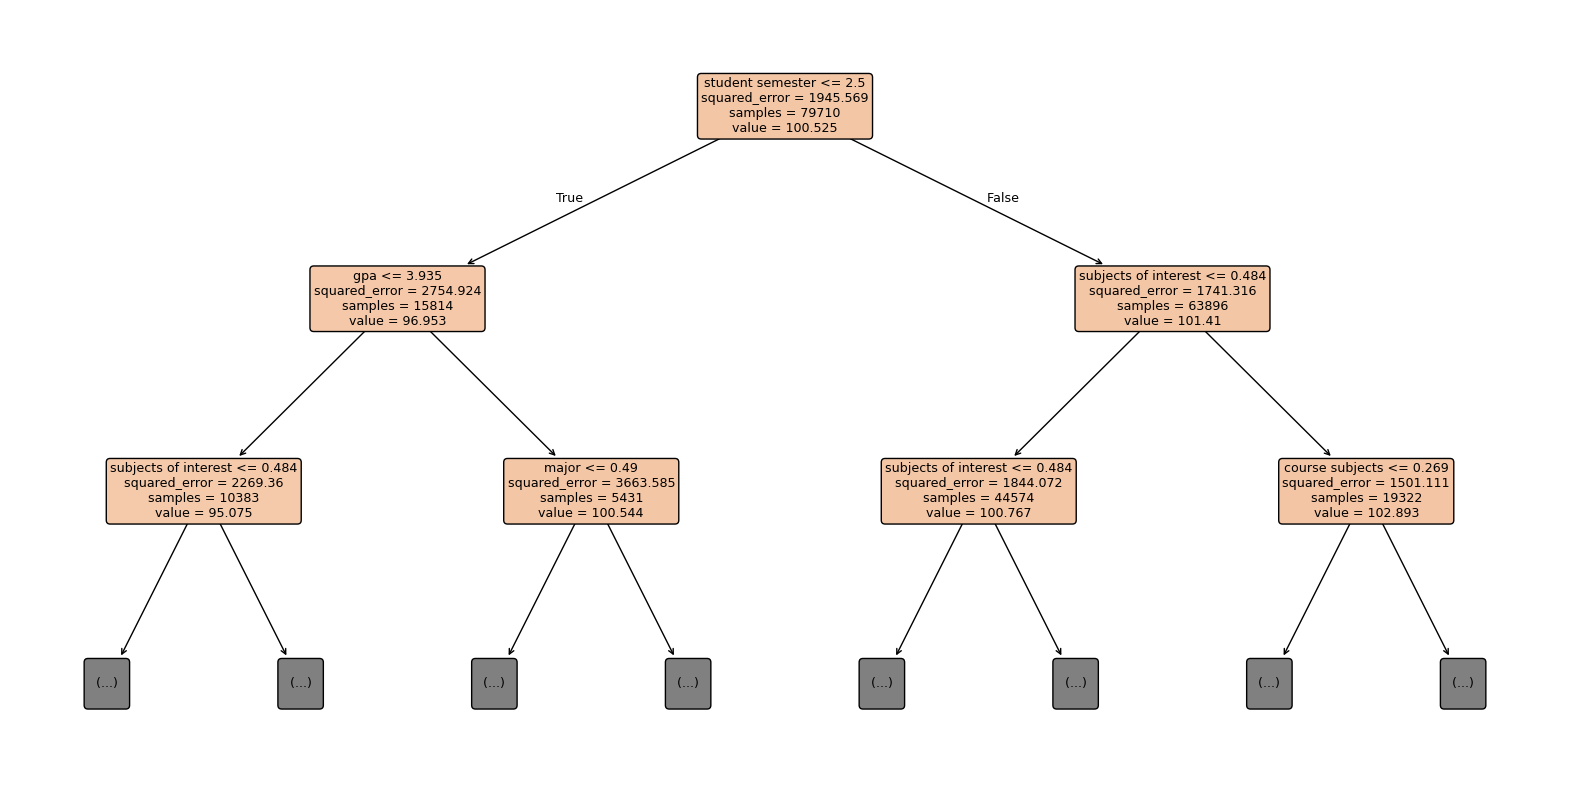 student semester <= 2.5
squared_error = 1945.569
samples = 79710
value = 100.525
True
False
gpa <= 3.935
squared_error = 2754.924
samples = 15814
value = 96.953
subjects of interest <= 0.484
squared_error = 1741.316
samples = 63896
value = 101.41
subjects of interest <= 0.484
squared_error = 2269.36
samples = 10383
value = 95.075
major <= 0.49
squared_error = 3663.585
samples = 5431
value = 100.544
subjects of interest <= 0.484
squared_error = 1844.072
samples = 44574
value = 100.767
course subjects <= 0.269
squared_error = 1501.111
samples = 19322
value = 102.893
(...)
(...)
(...)
(...)
(...)
(...)
(...)
(...)